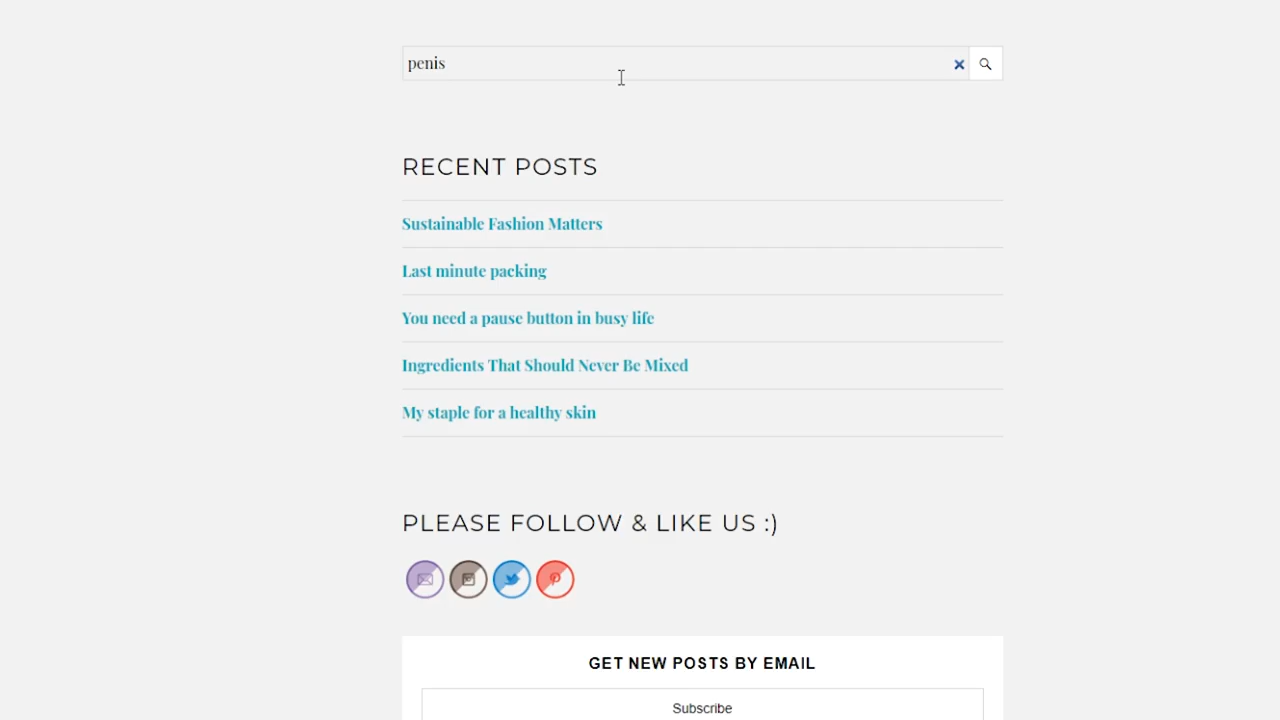 penis
RECENT POSTS
Sustainable Fashion Matters
Last minute packing
You need a pause button in busy life
Ingredients That Should Never Be Mixed
My staple for a healthy skin
PLEASE FOLLOW & LIKE US :)
GET NEW POSTS BY EMAIL
Subscribe